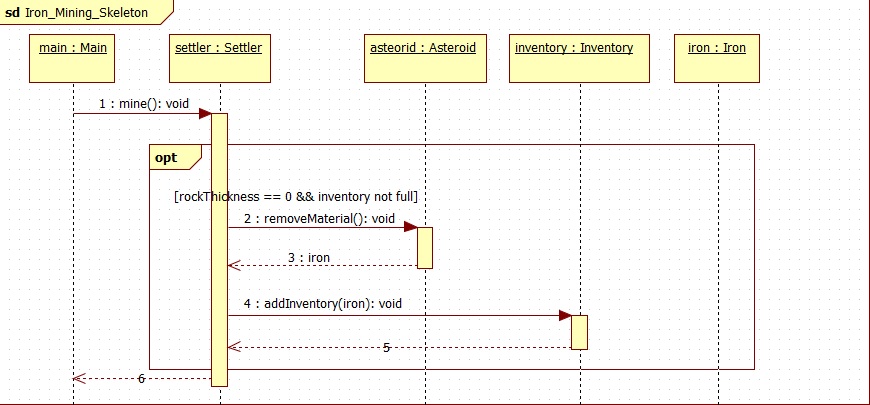 sd Iron_Mining_Skeleton
main : Main
settler : Settler
asteorid : Asteroid
inventory : Inventory
iron : Iron
1 : mine(): void
opt
[rockThickness == 0 && inventory not full]
2 : removeMaterial(): void
3 : iron
4 : addInventory(iron): void
5
6